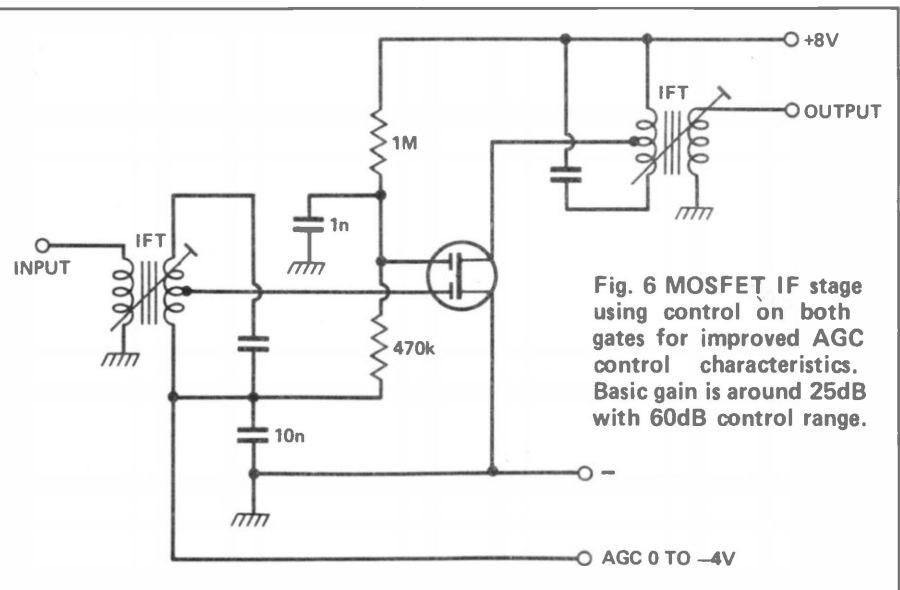 +8V
IFT
OUTPUT
1M
1n
IFT
INPUT
470k
10n
–
AGC 0 TO –4V
Fig. 6 MOSFET IF stage
using control on both
gates for improved AGC
control characteristics.
Basic gain is around 25dB
with 60dB control range.